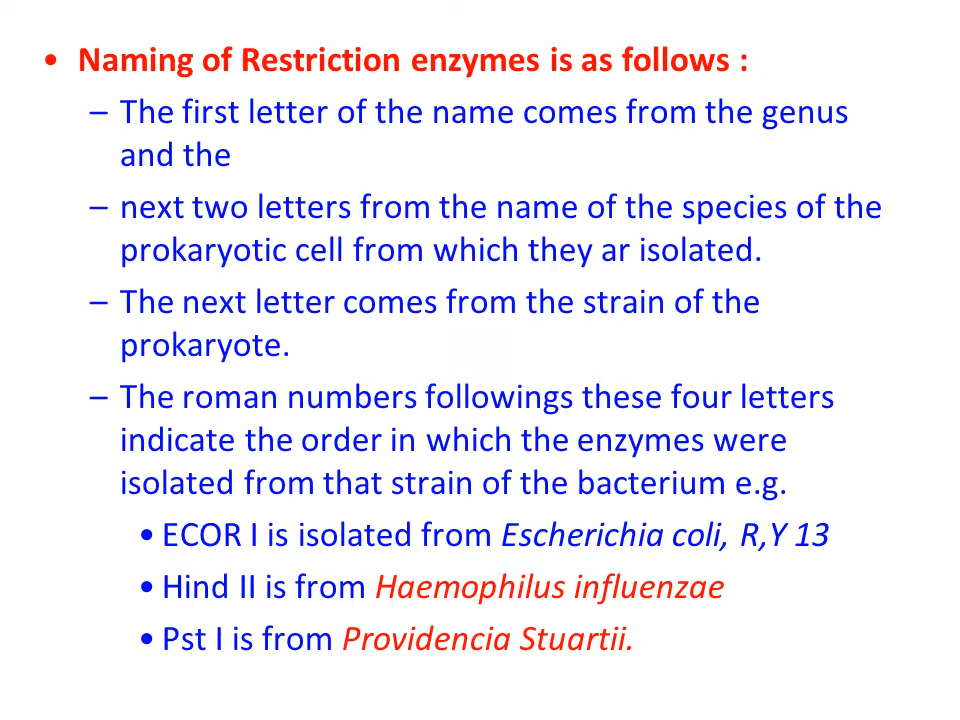 • Naming of Restriction enzymes is as follows :
– The first letter of the name comes from the genus
and the
– next two letters from the name of the species of the
prokaryotic cell from which they ar isolated.
– The next letter comes from the strain of the
prokaryote.
– The roman numbers followings these four letters
indicate the order in which the enzymes were
isolated from that strain of the bacterium e.g.
• ECOR I is isolated from Escherichia coli, R,Y 13
• Hind II is from Haemophilus influenzae
• Pst I is from Providencia Stuartii.